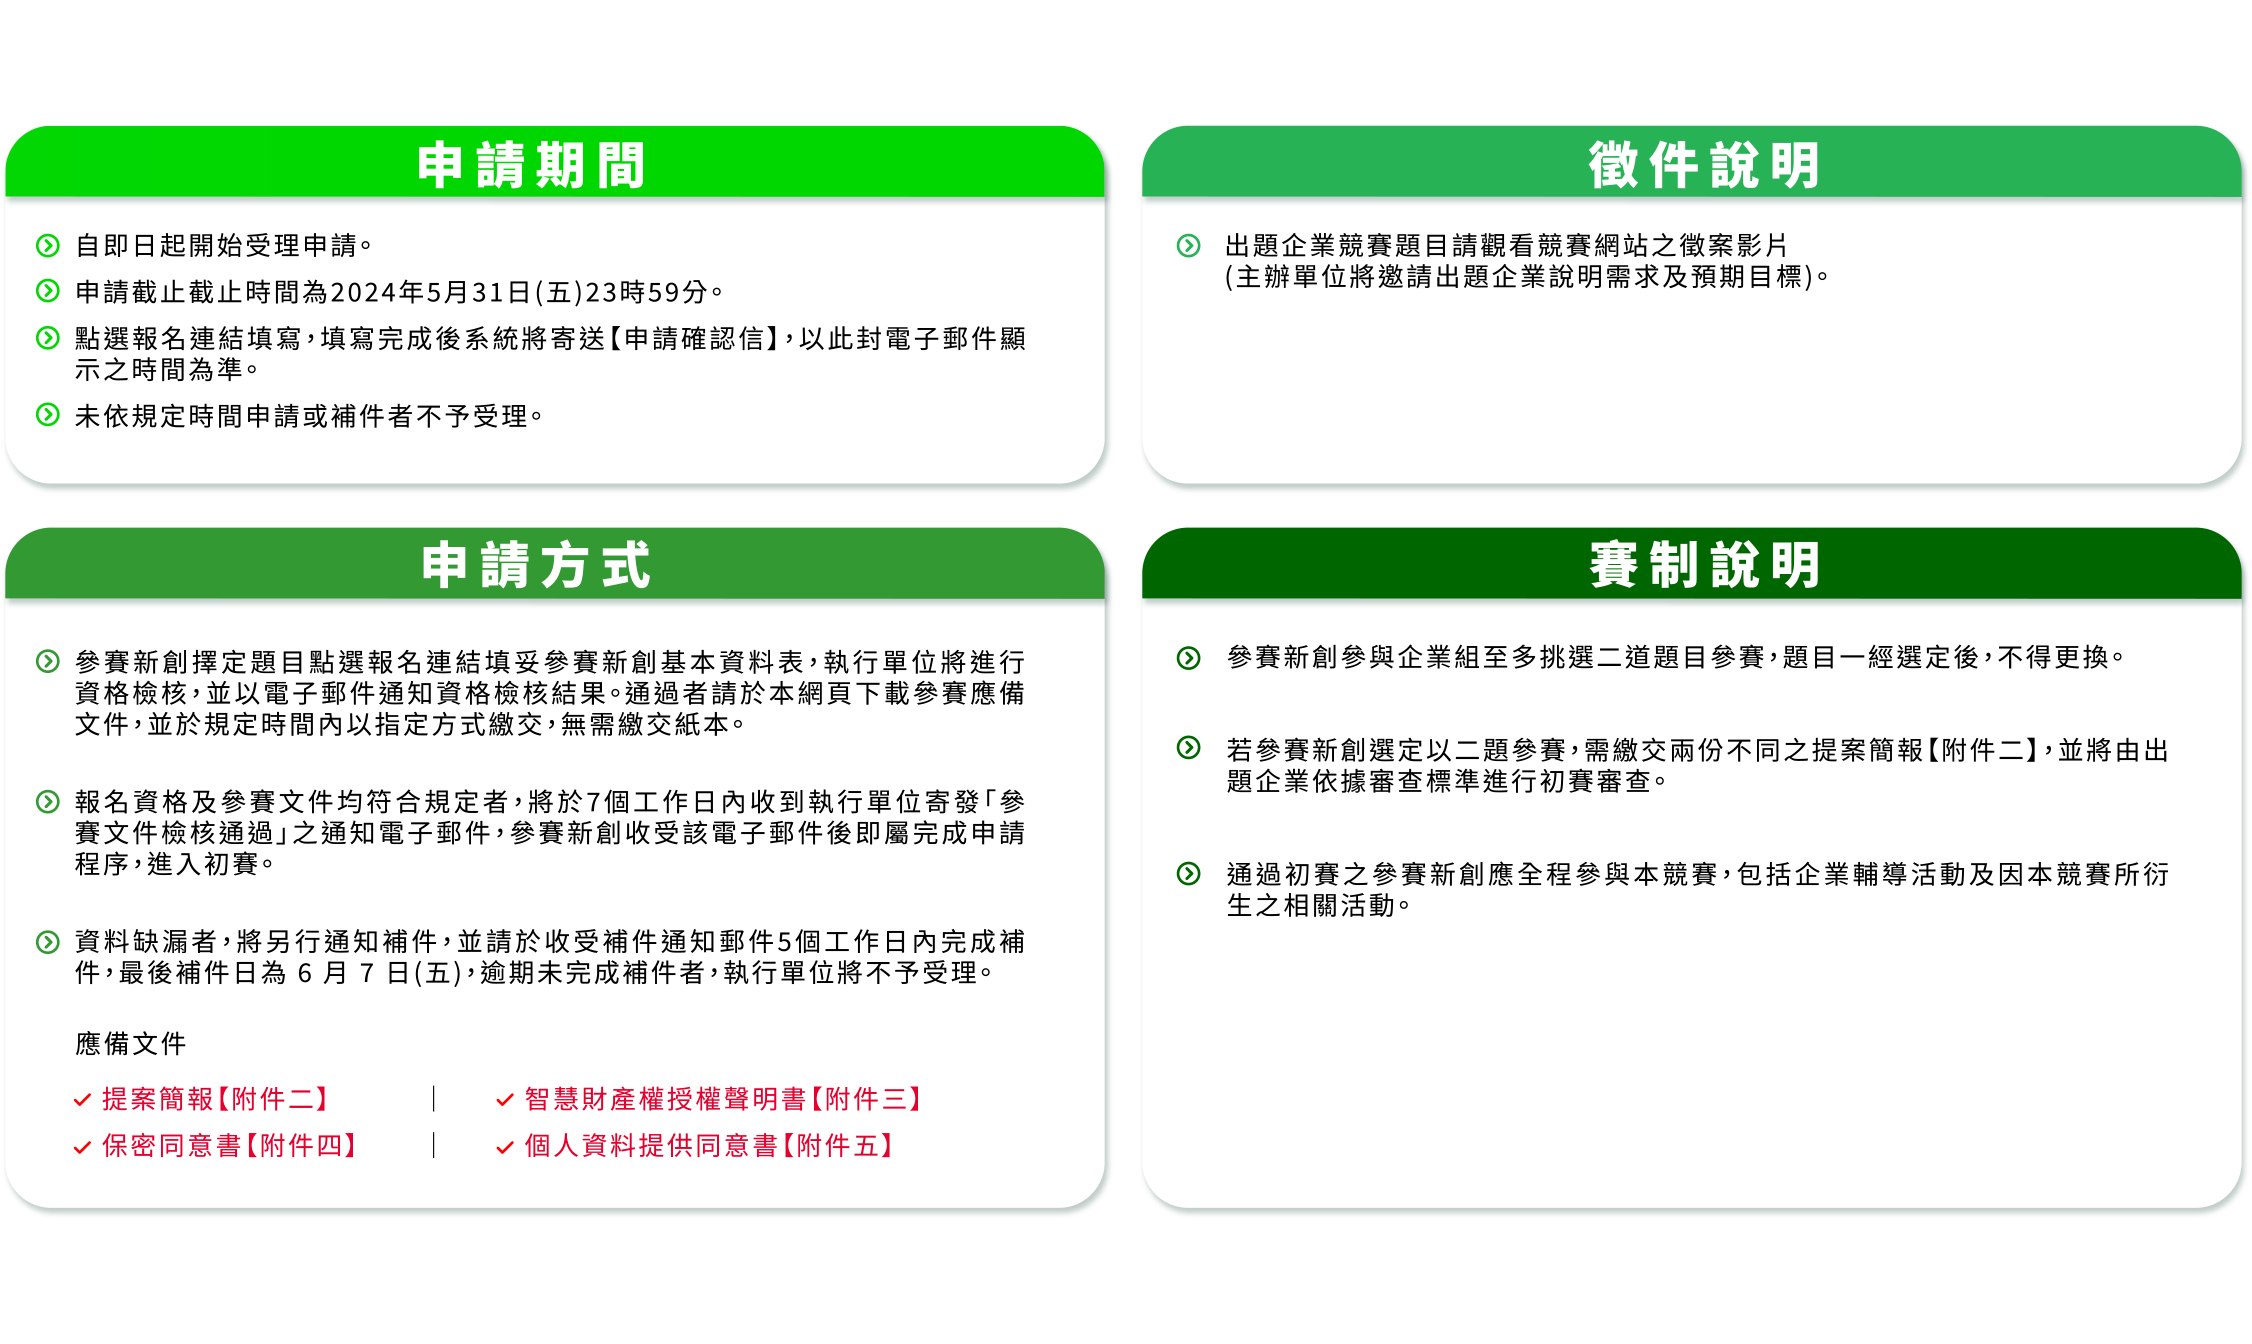 申請期間
自即日起開始受理申請。
申請截止截止時間為2024年5月31日(五)23時59分。
點選報名連結填寫，填寫完成後系統將寄送【申請確認信】，以此封電子郵件顯
示之時間為準。
未依規定時間申請或補件者不予受理。
徵件說明
出題企業競賽題目請觀看競賽網站之徵案影片
(主辦單位將邀請出題企業說明需求及預期目標)。
申請方式
參賽新創擇定題目點選報名連結填妥參賽新創基本資料表，執行單位將進行
資格檢核，並以電子郵件通知資格檢核結果。通過者請於本網頁下載參賽應備
文件，並於規定時間內以指定方式繳交，無需繳交紙本。
報名資格及參賽文件均符合規定者，將於7個工作日內收到執行單位寄發「參
賽文件檢核通過」之通知電子郵件，參賽新創收受該電子郵件後即屬完成申請
程序，進入初賽。
資料缺漏者，將另行通知補件，並請於收受補件通知郵件5個工作日內完成補
件，最後補件日為 6 月 7 日(五)，逾期未完成補件者，執行單位將不予受理。
應備文件
提案簡報【附件二】 | 智慧財產權授權聲明書【附件三】
保密同意書【附件四】 | 個人資料提供同意書【附件五】
賽制說明
參賽新創參與企業組至多挑選二道題目參賽，題目一經選定後，不得更換。
若參賽新創選定以二題參賽，需繳交兩份不同之提案簡報【附件二】，並將由出
題企業依據審查標準進行初賽審查。
通過初賽之參賽新創應全程參與本競賽，包括企業輔導活動及因本競賽所衍
生之相關活動。